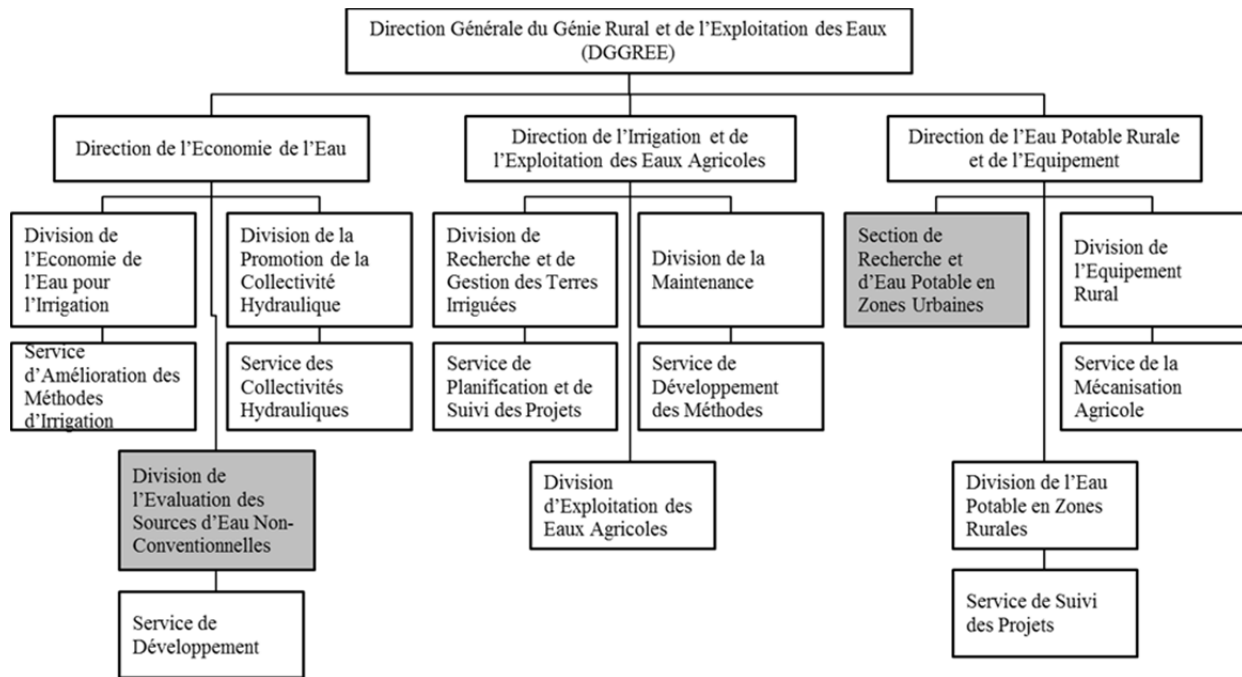 Direction Générale du Génie Rural et de l'Exploitation des Eaux
(DGGREE)
Direction de l'Economie de l'Eau
Direction de l'Irrigation et de
l'Exploitation des Eaux Agricoles
Direction de l'Eau Potable Rurale
et de l'Equipement
Division de
l'Economie de
l'Eau pour
l'Irrigation
Division de la
Promotion de la
Collectivité
Hydraulique
Division de
Recherche et de
Gestion des Terres
Irriguées
Division de la
Maintenance
Section de
Recherche et
d'Eau Potable en
Zones Urbaines
Division de
l'Equipement
Rural
Service
d'Amélioration des
Méthodes
d'Irrigation
Service des
Collectivités
Hydrauliques
Service de
Planification et de
Suivi des Projets
Service de
Développement
des Méthodes
Service de la
Mécanisation
Agricole
Division de
l'Evaluation des
Sources d'Eau Non-
Conventionnelles
Division
d'Exploitation des
Eaux Agricoles
Division de l'Eau
Potable en Zones
Rurales
Service de
Développement
Service de Suivi
des Projets